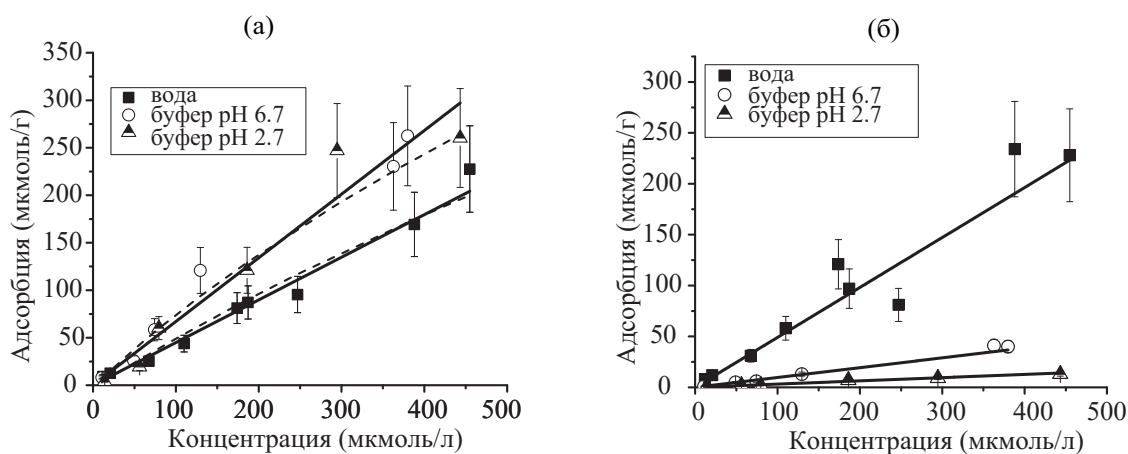 (а)
350
300
250
200
150
100
50
0
Адсорбция (мкмоль/г)
вода
буфер pH 6.7
буфер pH 2.7
0 100 200 300 400 500
Концентрация (мкмоль/л)
(б)
300
250
200
150
100
50
0
Адсорбция (мкмоль/г)
вода
буфер pH 6.7
буфер pH 2.7
0 100 200 300 400 500
Концентрация (мкмоль/л)